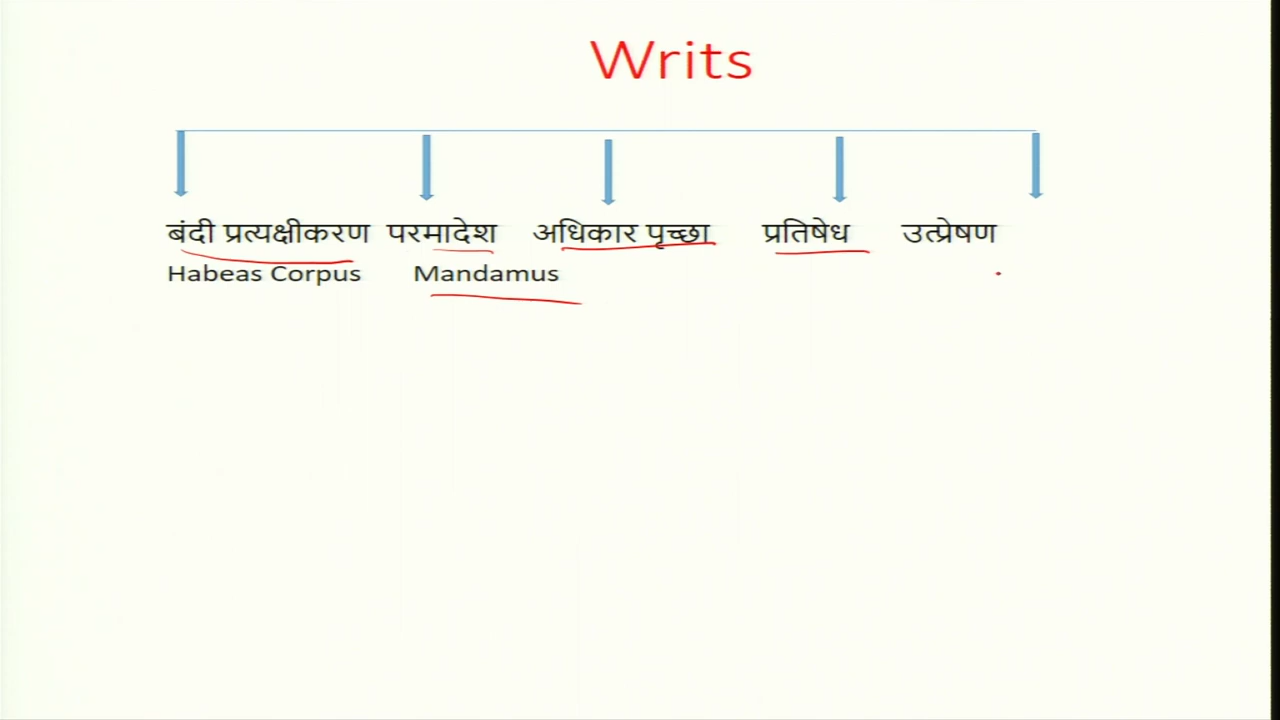 Writs
बंदी प्रत्यक्षीकरण परमादेश अधिकार पृच्छा प्रतिषेध उत्प्रेषण
Habeas Corpus Mandamus